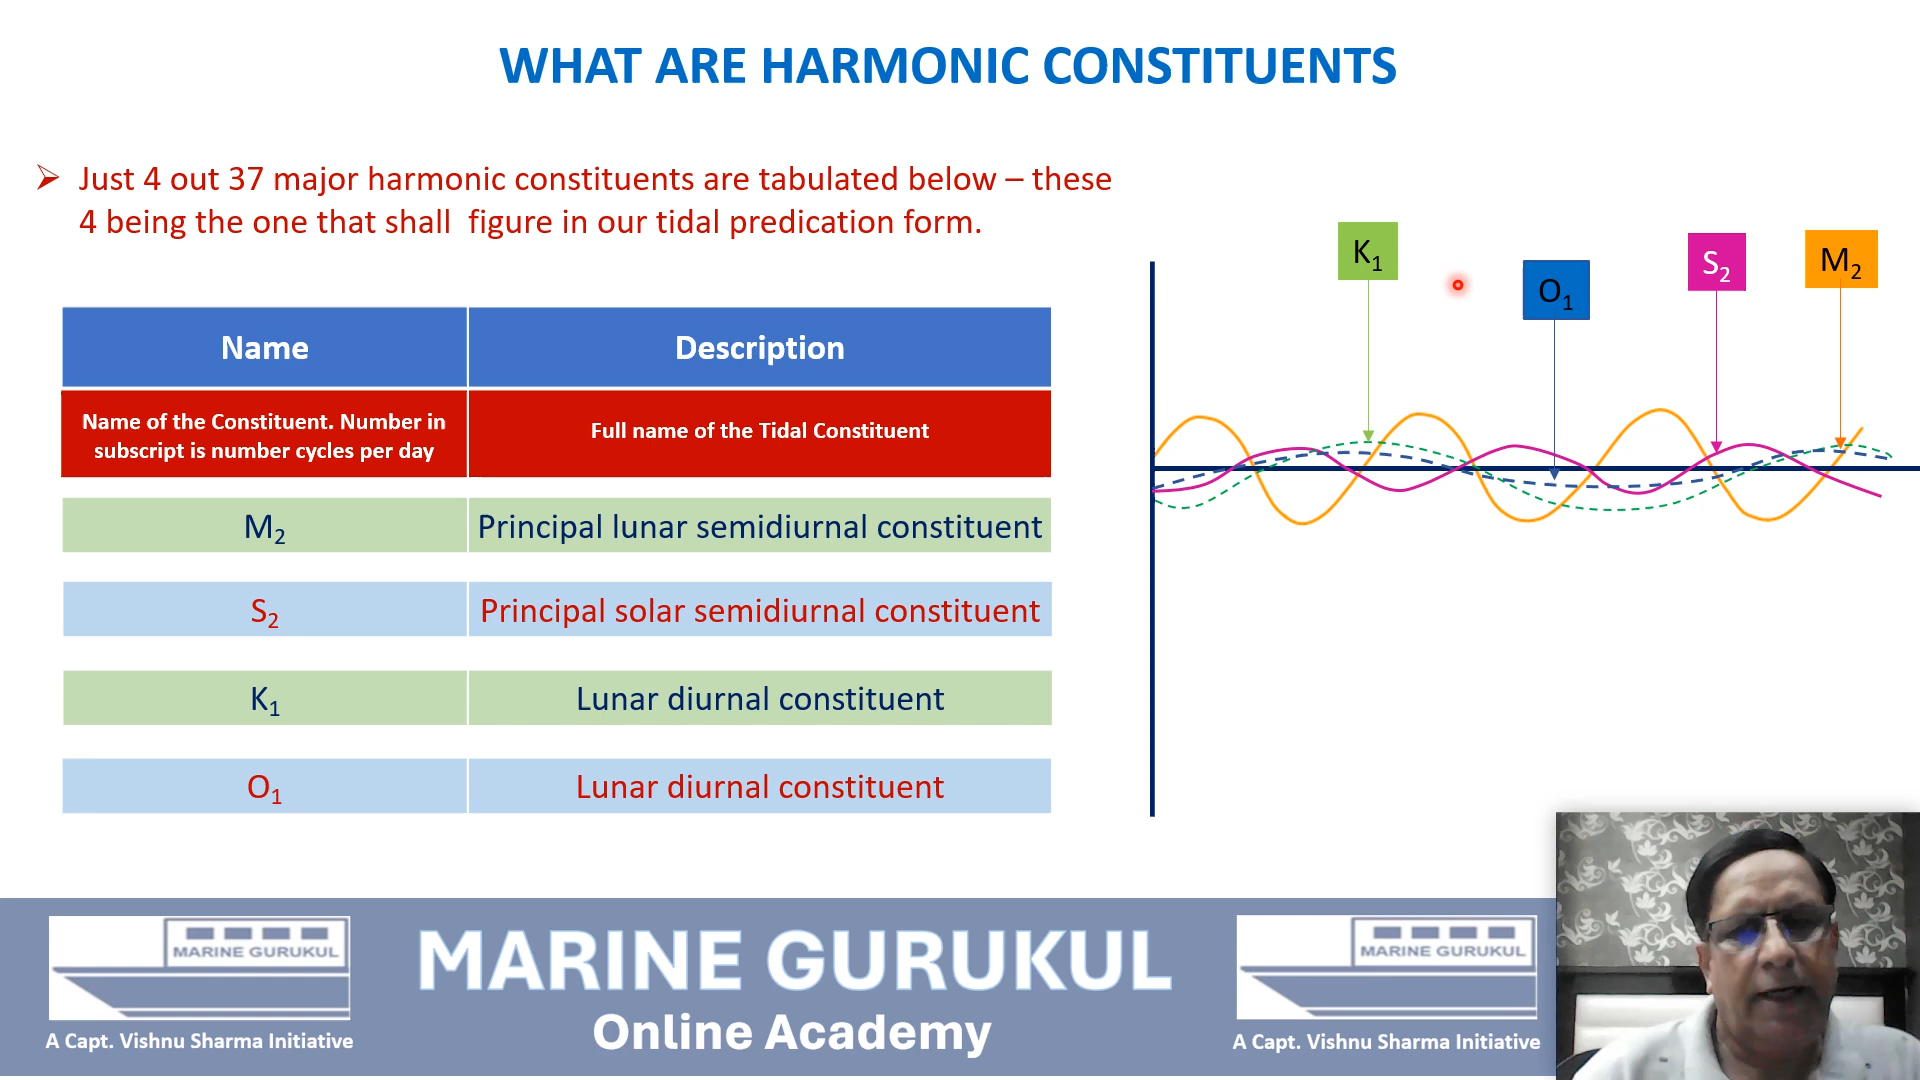 WHAT ARE HARMONIC CONSTITUENTS
➢ Just 4 out 37 major harmonic constituents are tabulated below – these
4 being the one that shall figure in our tidal predication form.
Name
Description
Name of the Constituent. Number in
subscript is number cycles per day
Full name of the Tidal Constituent
M₂
Principal lunar semidiurnal constituent
S₂
Principal solar semidiurnal constituent
K₁
Lunar diurnal constituent
O₁
Lunar diurnal constituent
K₁
O₁
S₂
M₂
MARINE GURUKUL
A Capt. Vishnu Sharma Initiative
MARINE GURUKUL
Online Academy
MARINE GURUKUL
A Capt. Vishnu Sharma Initiative